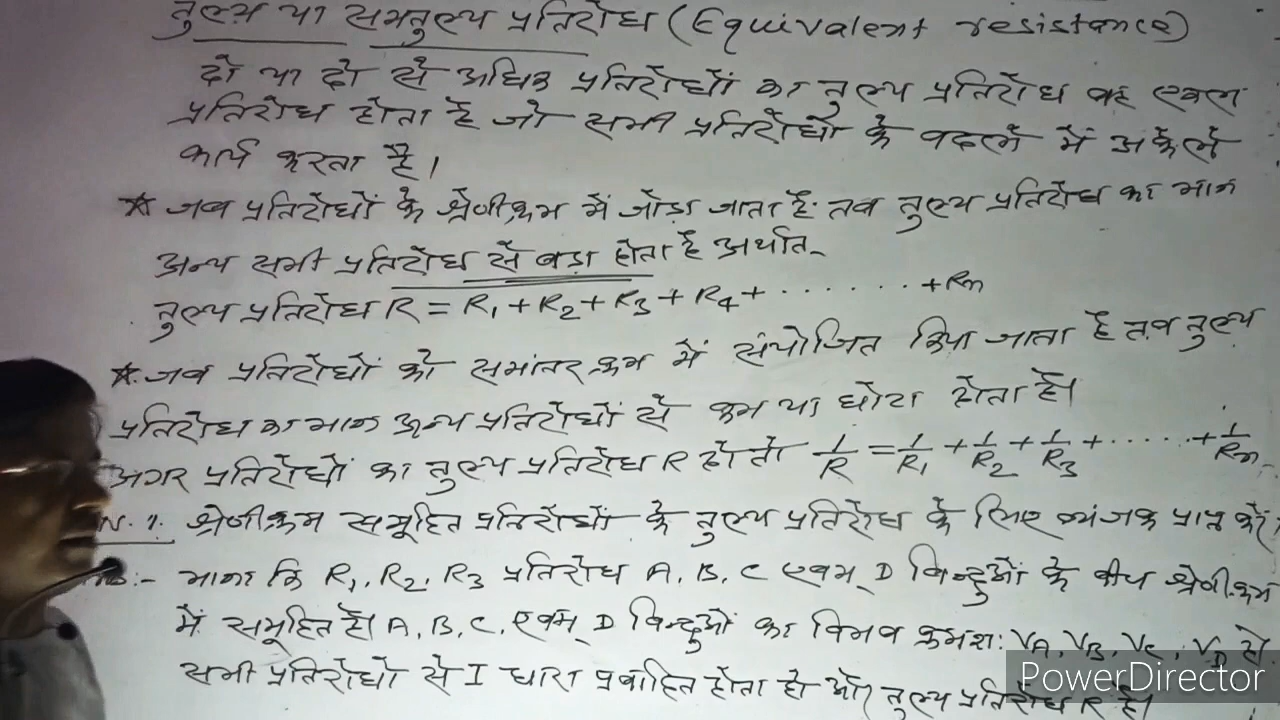 तुल्य या समतुल्य प्रतिरोध (Equivalent resistance)
दो या दो से अधिक प्रतिरोधों का तुल्य प्रतिरोध वह एकल
प्रतिरोध होता है जो सभी प्रतिरोधों के बदले में अकेले
कार्य करता है।
* जब प्रतिरोधों के श्रेणीक्रम में जोड़ा जाता है तब तुल्य प्रतिरोध का मान
अन्य सभी प्रतिरोध से बड़ा होता है अर्थात-
तुल्य प्रतिरोध R = R₁ + R₂ + R₃ + R₄ + ....... + Rn
* जब प्रतिरोधों को समांतर क्रम में संयोजित किया जाता है तब तुल्य
प्रतिरोध का मान अन्य प्रतिरोधों से कम या छोटा होता है।
अगर प्रतिरोधों का तुल्य प्रतिरोध R हो तो 1/R = 1/R₁ + 1/R₂ + 1/R₃ + ...... + 1/Rn
N. 1. श्रेणीक्रम समूहित प्रतिरोधों के तुल्य प्रतिरोध के लिए व्यंजक प्राप्त करें।
:- माना कि R₁, R₂, R₃ प्रतिरोध A, B, C एवम् D बिन्दुओं के बीच श्रेणीक्रम
में समूहित है। A, B, C, एवम् D बिन्दुओं का विभव क्रमश: VA, VB, VC, VD हो
सभी प्रतिरोधों से I धारा प्रवाहित होता हो और तुल्य प्रतिरोध R है।
PowerDirector